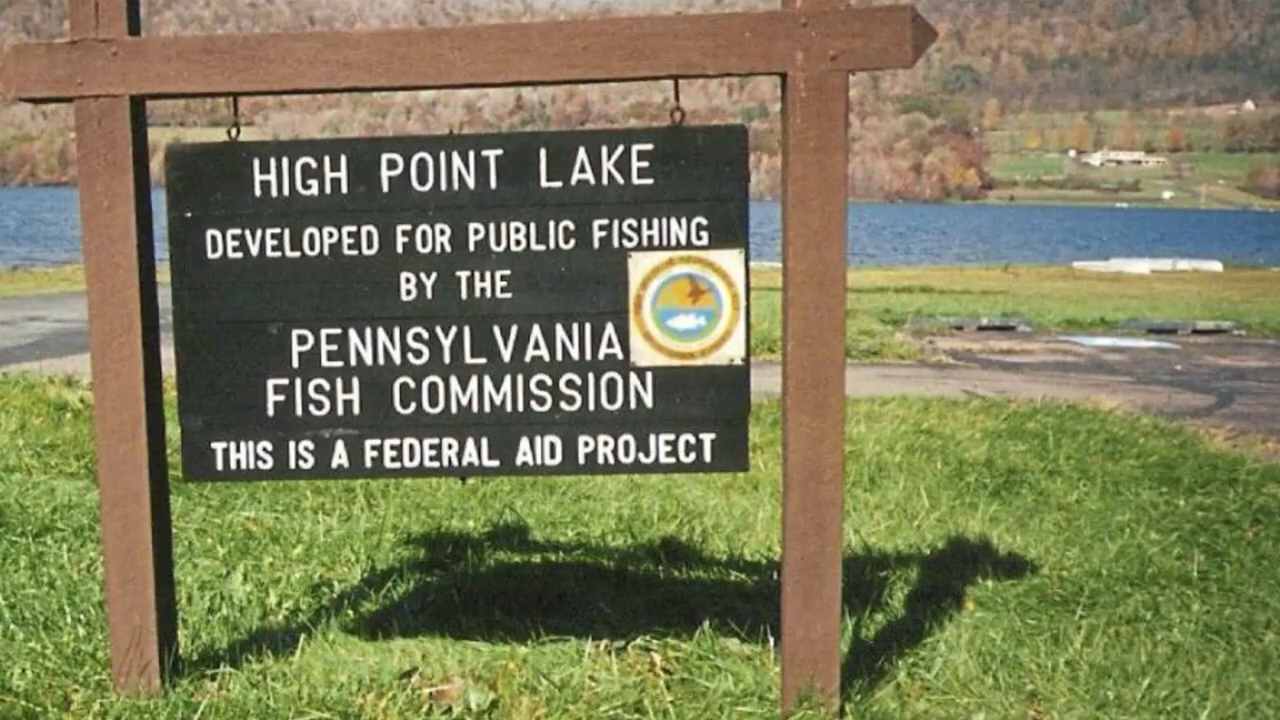 HIGH POINT LAKE
DEVELOPED FOR PUBLIC FISHING
BY THE
PENNSYLVANIA
FISH COMMISSION
THIS IS A FEDERAL AID PROJECT